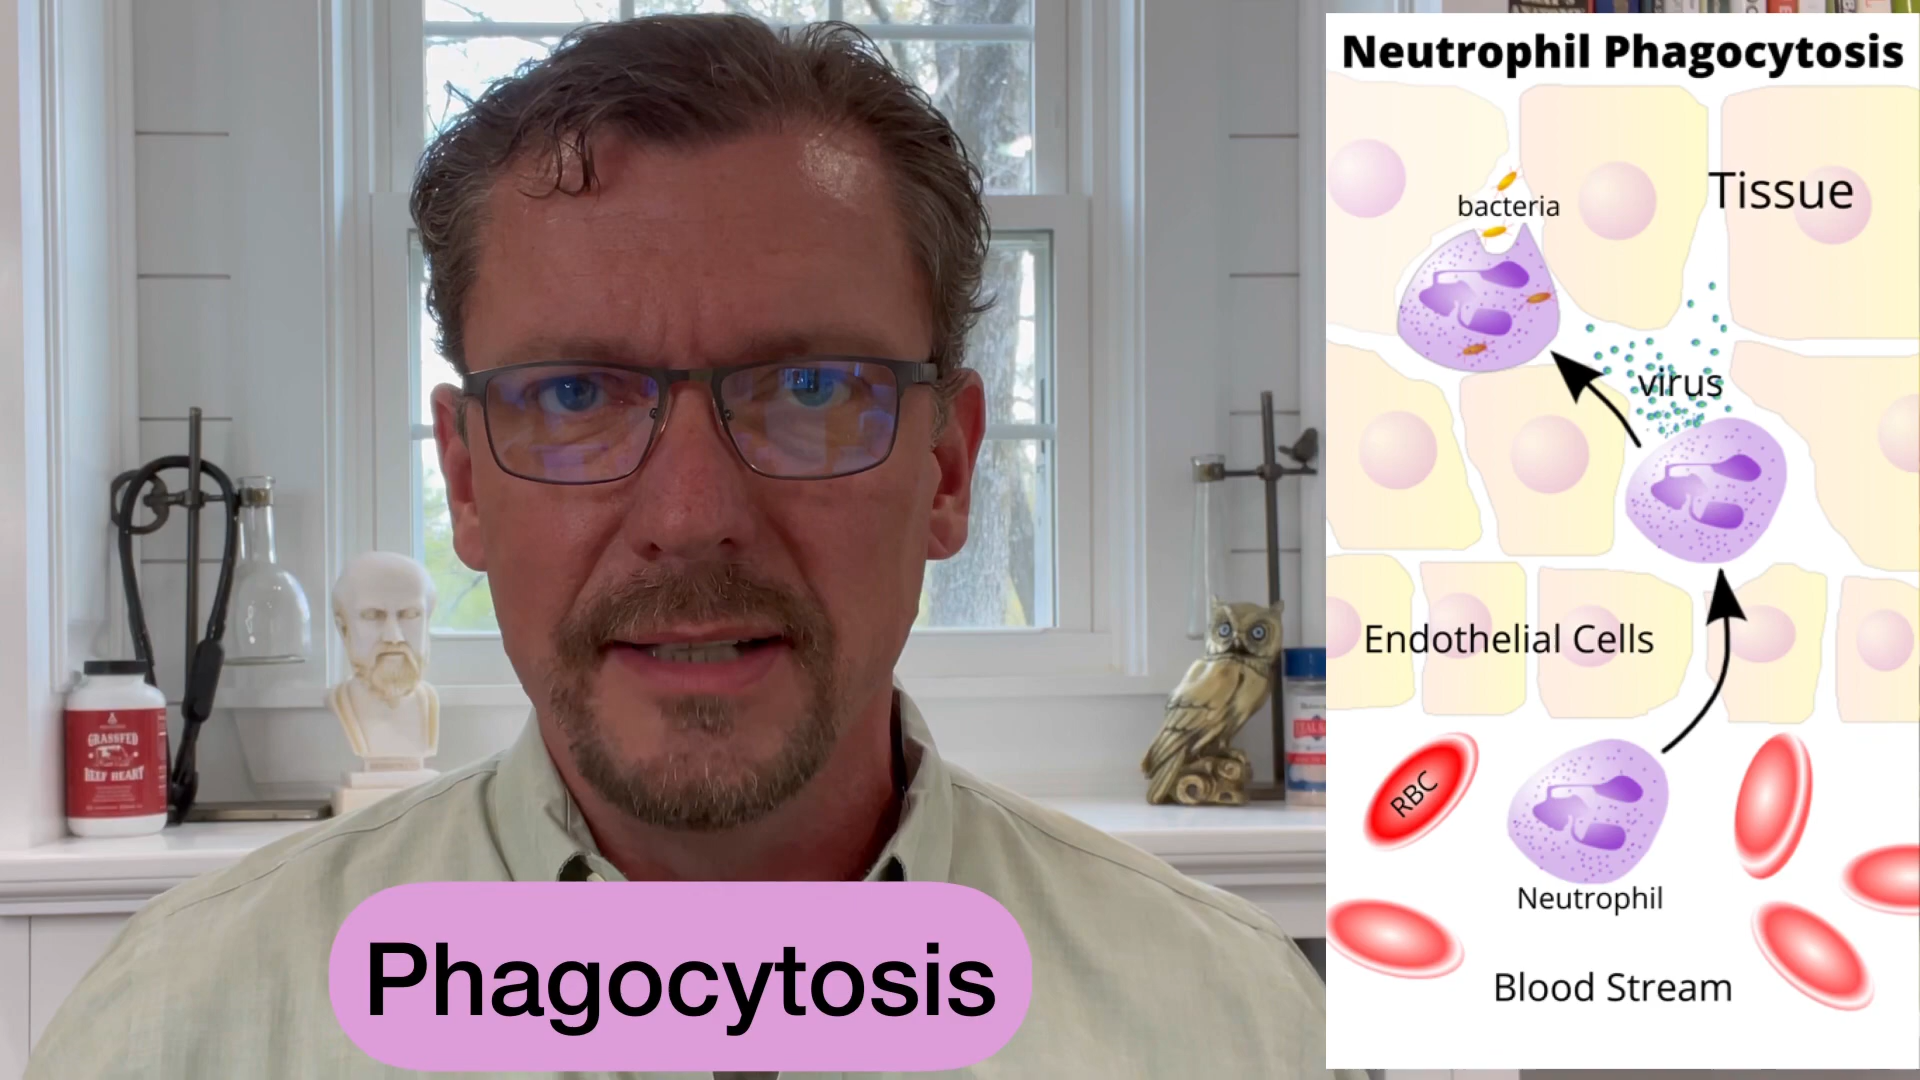 Neutrophil Phagocytosis
Tissue
bacteria
virus
Endothelial Cells
RBC
Neutrophil
Blood Stream
GRASSFED
BEEF HEART
Phagocytosis